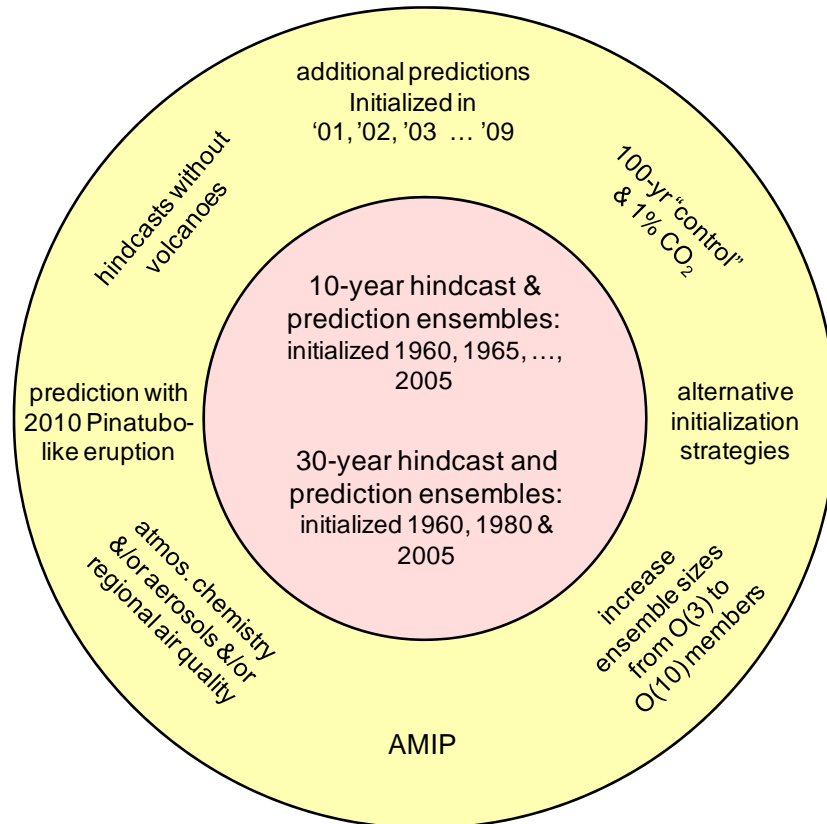 additional predictions
Initialized in
‘01, ’02, ’03 … ’09
hindcasts without
volcanoes
100-yr “control”
& 1% CO₂
10-year hindcast &
prediction ensembles:
initialized 1960, 1965, …,
2005
prediction with
2010 Pinatubo-
like eruption
alternative
initialization
strategies
30-year hindcast and
prediction ensembles:
initialized 1960, 1980 &
2005
atmos. chemistry
&/or aerosols &/or
regional air quality
increase
ensemble sizes
from O(3) to
O(10) members
AMIP